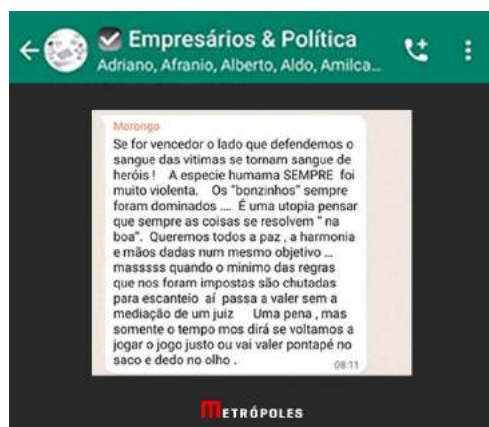 Empresários & Política
Adriano, Afranio, Alberto, Aldo, Amilca...
Morongo
Se for vencedor o lado que defendemos o
sangue das vitimas se tornam sangue de
heróis ! A especie humama SEMPRE foi
muito violenta. Os "bonzinhos" sempre
foram dominados .... É uma utopia pensar
que sempre as coisas se resolvem " na
boa". Queremos todos a paz , a harmonia
e mãos dadas num mesmo objetivo ...
masssss quando o minimo das regras
que nos foram impostas são chutadas
para escanteio aí passa a valer sem a
mediação de um juiz Uma pena , mas
somente o tempo mos dirá se voltamos a
jogar o jogo justo ou vai valer pontapé no
saco e dedo no olho .
08:11
METRÓPOLES